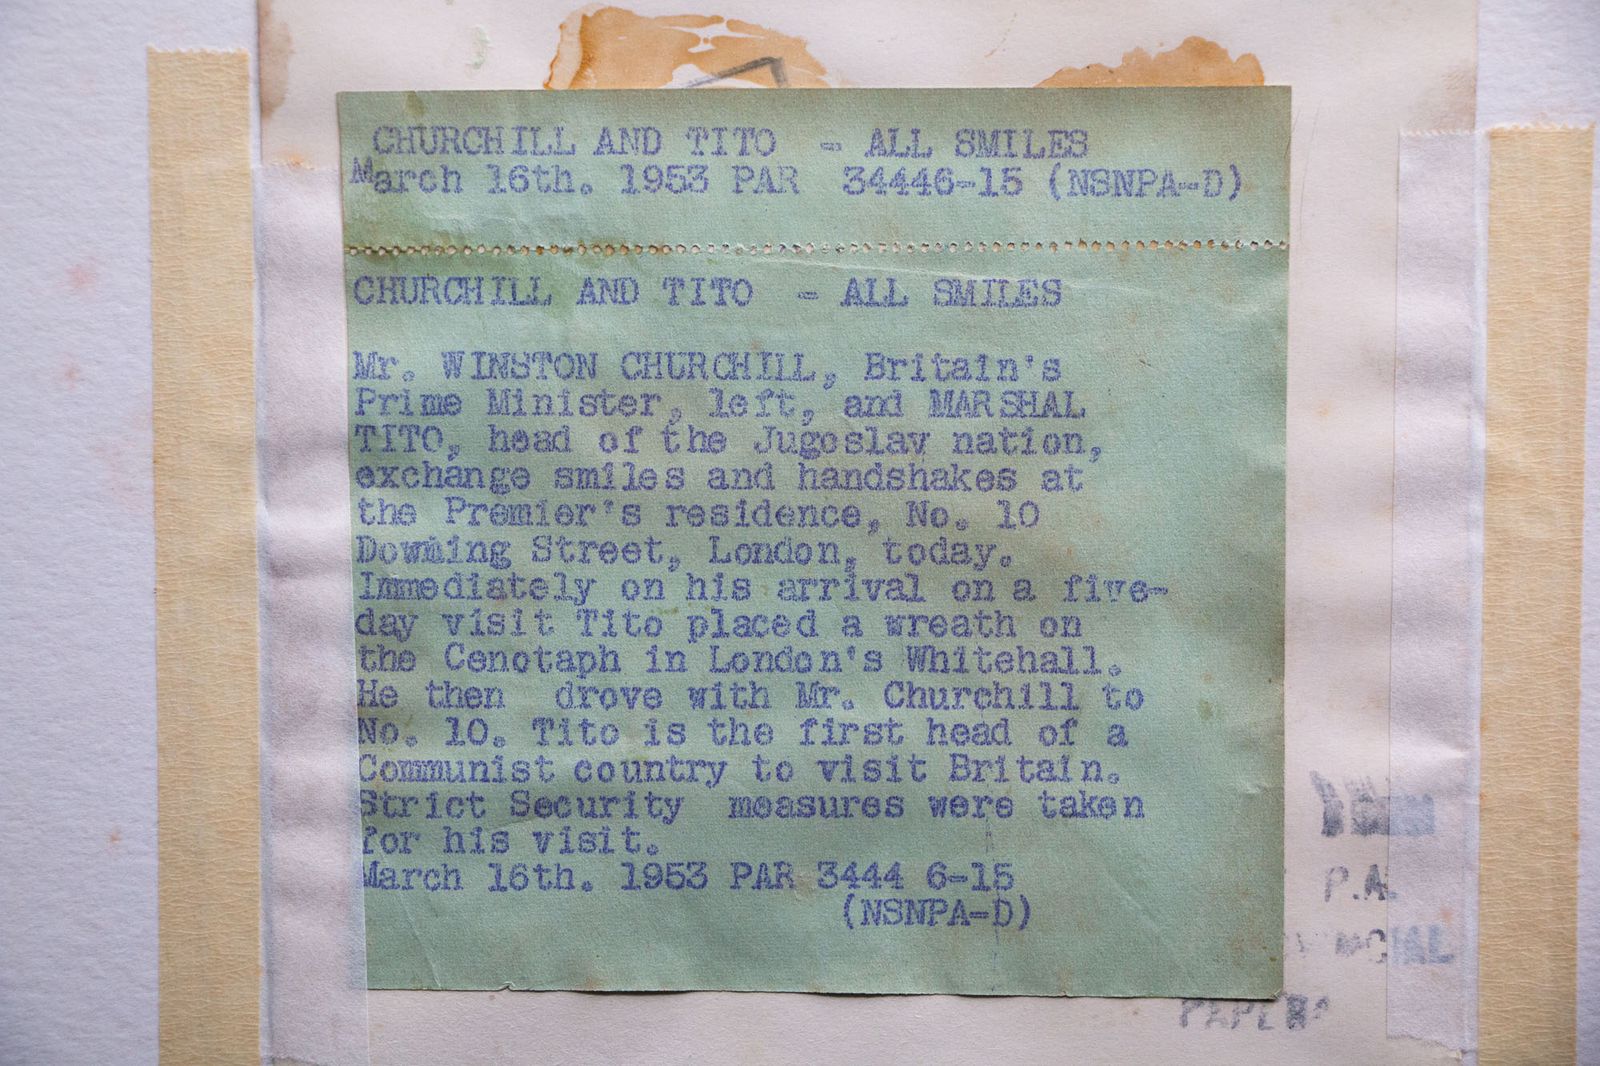 CHURCHILL AND TITO - ALL SMILES
March 16th. 1953 PAR 34446-15 (NSNPA-D)
CHURCHILL AND TITO - ALL SMILES
Mr. WINSTON CHURCHILL, Britain's
Prime Minister, left, and MARSHAL
TITO, head of the Jugoslav nation,
exchange smiles and handshakes at
the Premier's residence, No. 10
Downing Street, London, today.
Immediately on his arrival on a five-
day visit Tito placed a wreath on
the Cenotaph in London's Whitehall.
He then drove with Mr. Churchill to
No. 10. Tito is the first head of a
Communist country to visit Britain.
Strict Security measures were taken
for his visit.
March 16th. 1953 PAR 3444 6-15
(NSNPA-D)
P.A.